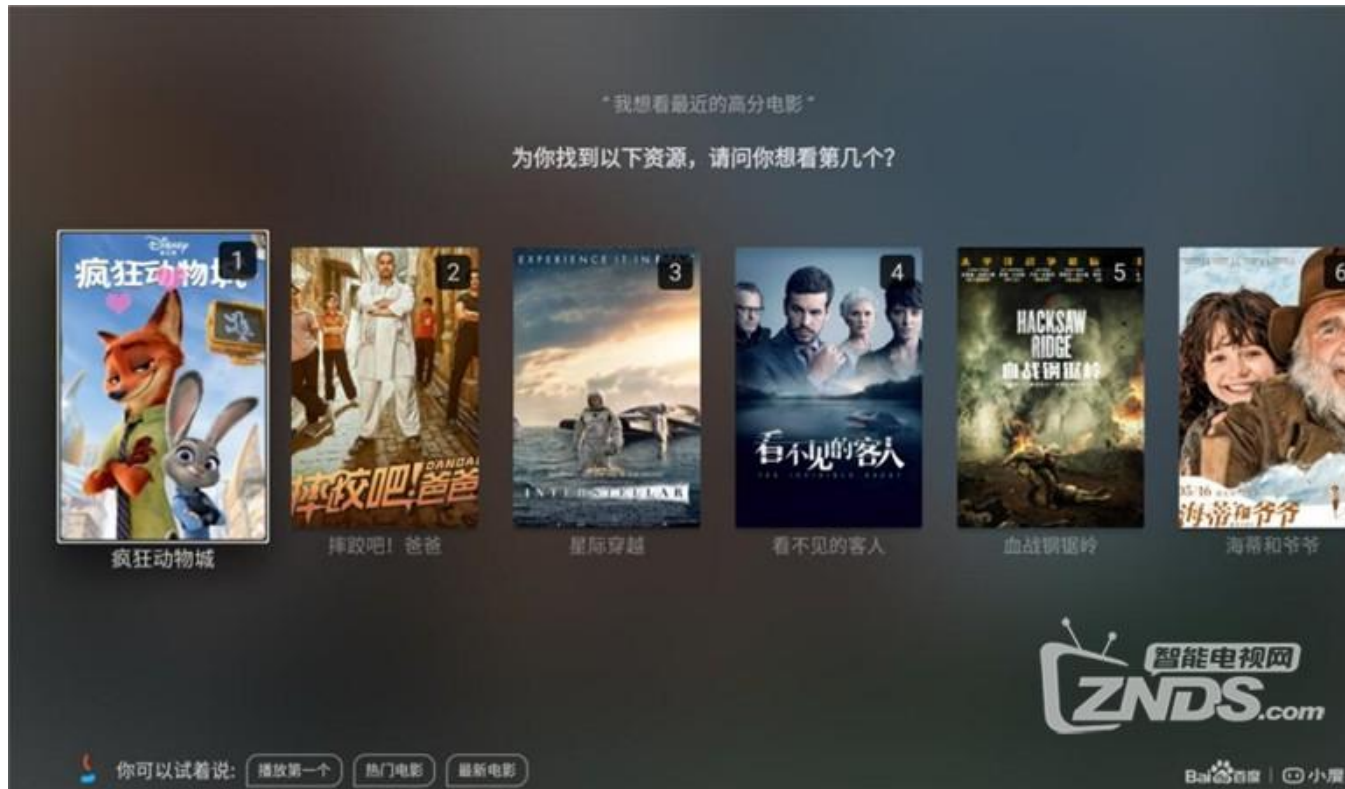 “我想看最近的高分电影”
为你找到以下资源，请问你想看第几个？
Disney
疯狂动物城
1
2
摔跤吧！爸爸
3
INTERSTELLAR
4
看不见的客人
THE INVISIBLE GUEST
5
HACKSAW
RIDGE
血战钢锯岭
6
海蒂和爷爷
疯狂动物城
摔跤吧！爸爸
星际穿越
看不见的客人
血战钢锯岭
海蒂和爷爷
智能电视网
ZNDS.com
你可以试着说: 播放第一个 热门电影 最新电影
Bai百度 | 小屏